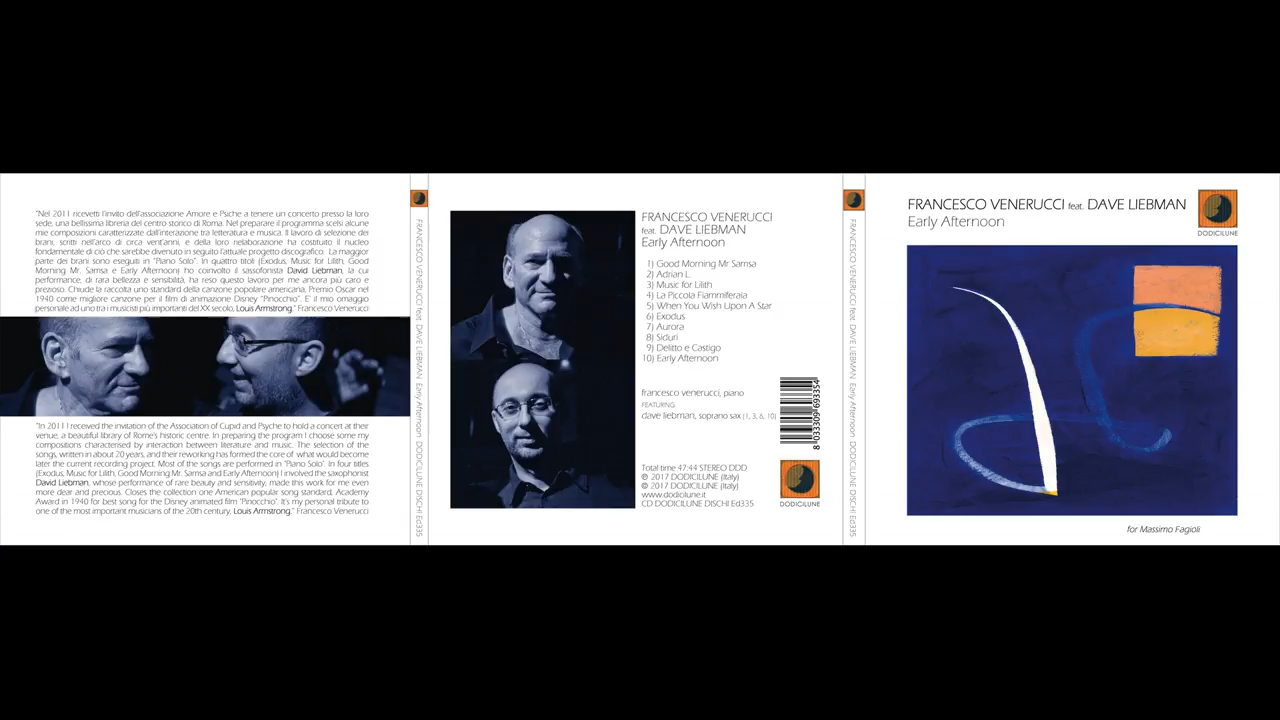 "Nel 2011 ricevetti l'invito dell'associazione Amore e Psiche a tenere un concerto presso la loro
sede, una bellissima libreria del centro storico di Roma. Nel preparare il programma scelsi alcune
mie composizioni caratterizzate dall'interazione tra letteratura e musica. Il lavoro di selezione dei
brani, scritti nell'arco di circa vent'anni, e della loro rielaborazione ha costituito il nucleo
fondamentale di ciò che sarebbe divenuto in seguito l'attuale progetto discografico. La maggior
parte dei brani sono eseguiti in "Piano Solo". In quattro titoli (Exodus, Music for Lilith, Good
Morning Mr. Samsa e Early Afternoon) ho coinvolto il sassofonista David Liebman, la cui
performance, di rara bellezza e sensibilità, ha reso questo lavoro per me ancora più caro e
prezioso. Chiude la raccolta uno standard della canzone popolare americana, Premio Oscar nel
1940 come migliore canzone per il film di animazione Disney "Pinocchio". E' il mio omaggio
personale ad uno tra i musicisti più importanti del XX secolo, Louis Armstrong." Francesco Venerucci
"In 2011 I received the invitation of the Association of Cupid and Psyche to hold a concert at their
venue, a beautiful library of Rome's historic centre. In preparing the program I choose some my
compositions characterised by interaction between literature and music. The selection of the
songs, written in about 20 years, and their reworking has formed the core of what would become
later the current recording project. Most of the songs are performed in "Piano Solo". In four titles
(Exodus, Music for Lilith, Good Morning Mr. Samsa and Early Afternoon) I involved the saxophonist
David Liebman, whose performance of rare beauty and sensitivity, made this work for me even
more dear and precious. Closes the collection one American popular song standard, Academy
Award in 1940 for best song for the Disney animated film "Pinocchio". It's my personal tribute to
one of the most important musicians of the 20th century, Louis Armstrong." Francesco Venerucci
FRANCESCO VENERUCCI feat. DAVE LIEBMAN Early Afternoon DODICILUNE DISCHI Ed335
FRANCESCO VENERUCCI
feat. DAVE LIEBMAN
Early Afternoon
1) Good Morning Mr Samsa
2) Adrian L.
3) Music for Lilith
4) La Piccola Fiammiferaia
5) When You Wish Upon A Star
6) Exodus
7) Aurora
8) Siduri
9) Delitto e Castigo
10) Early Afternoon
francesco venerucci, piano
FEATURING
dave liebman, soprano sax (1, 3, 6, 10)
8 033309 693354
Total time 47:44 STEREO DDD
℗ 2017 DODICILUNE (Italy)
© 2017 DODICILUNE (Italy)
www.dodicilune.it
CD DODICILUNE DISCHI Ed335
DODICILUNE
FRANCESCO VENERUCCI feat. DAVE LIEBMAN Early Afternoon DODICILUNE DISCHI Ed335
FRANCESCO VENERUCCI feat. DAVE LIEBMAN
Early Afternoon
DODICILUNE
for Massimo Fagioli